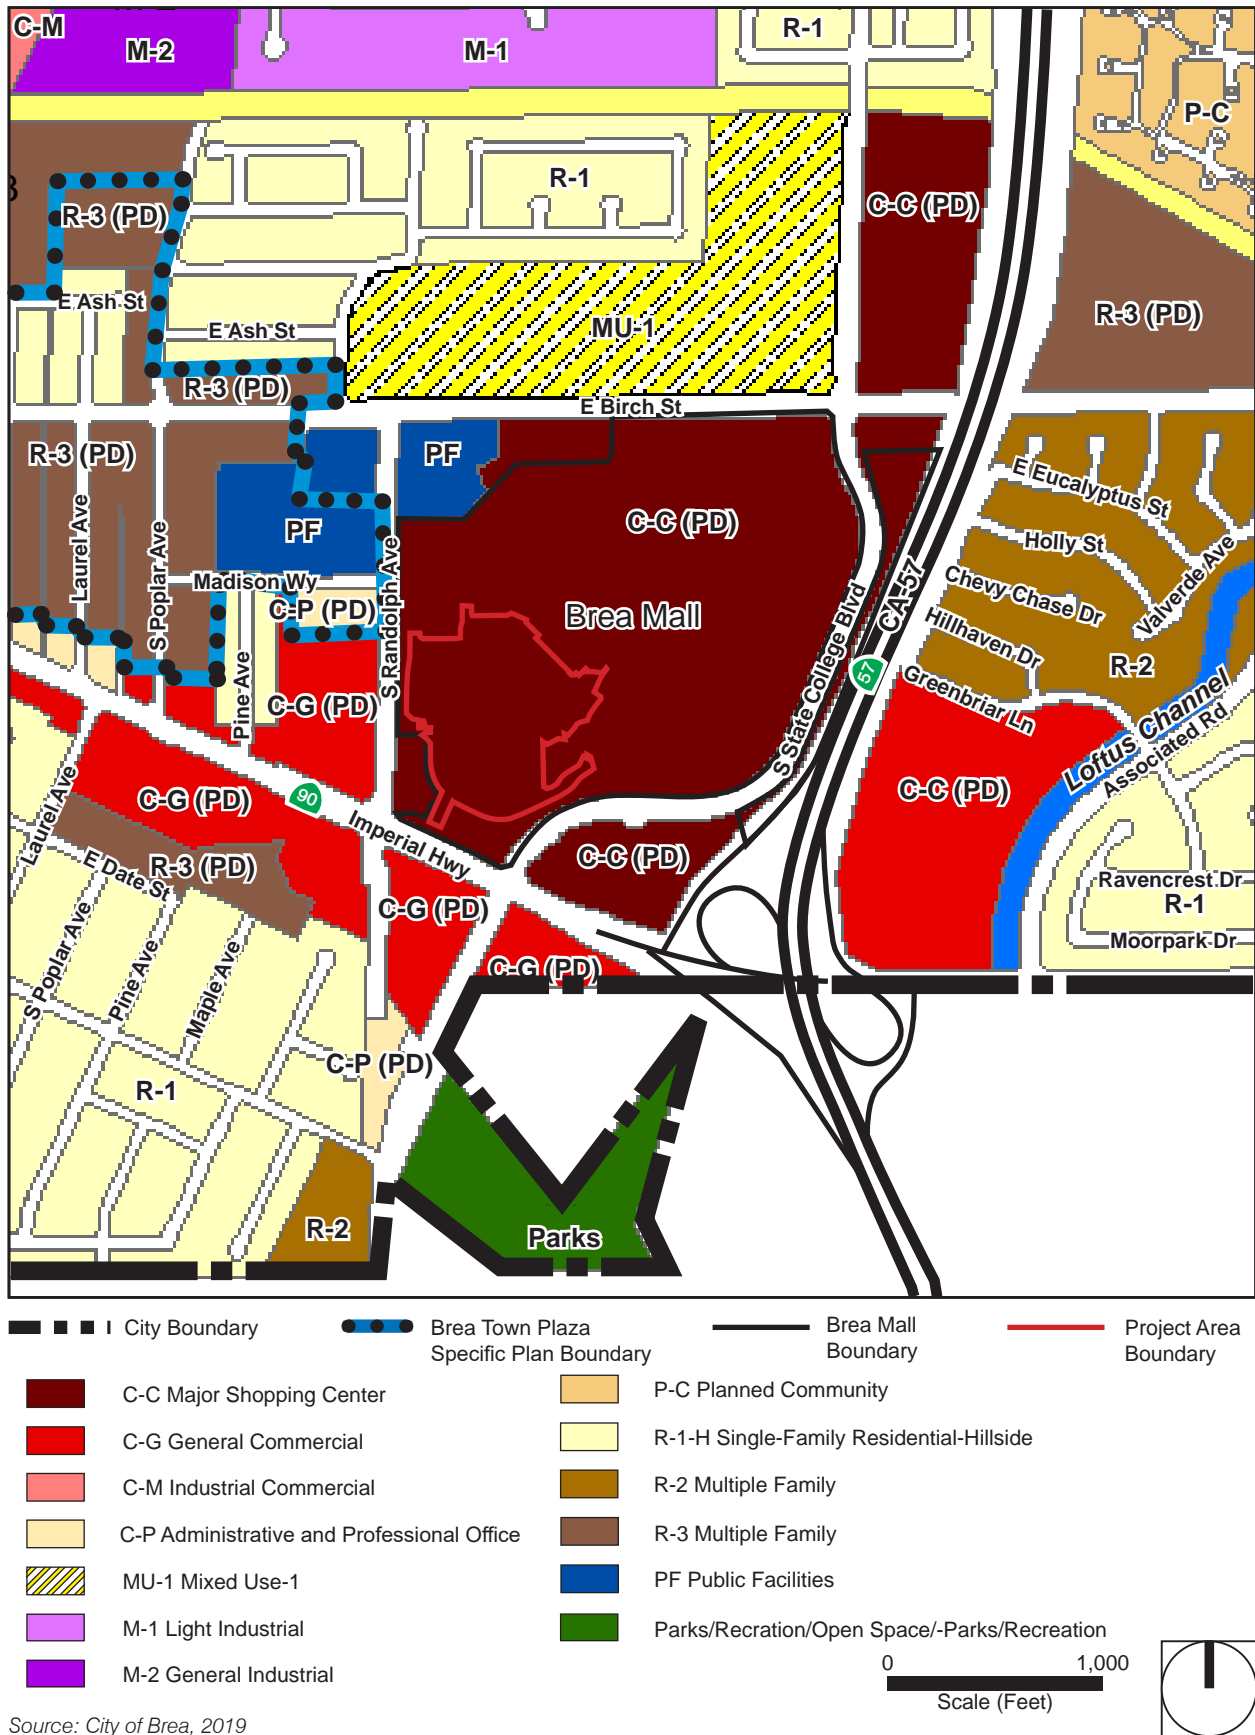 C-M
M-2
M-1
R-1
P-C
R-1
C-C (PD)
R-3 (PD)
E Ash St
E Ash St
MU-1
R-3 (PD)
R-3 (PD)
E Birch St
R-3 (PD)
PF
C-C (PD)
E Eucalyptus St
Holly St
Valverde Ave
Laurel Ave
S Poplar Ave
PF
S Randolph Ave
Madison Wy
C-P (PD)
Brea Mall
S State College Blvd
CA-57
57
Chevy Chase Dr
Hillhaven Dr
R-2
Greenbriar Ln
Loftus Channel
Associated Rd
Pine Ave
C-G (PD)
C-G (PD)
90
Imperial Hwy
C-C (PD)
C-C (PD)
Laurel Ave
E Date St
R-3 (PD)
C-G (PD)
Ravencrest Dr
R-1
Moorpark Dr
S Poplar Ave
Pine Ave
Maple Ave
C-G (PD)
C-P (PD)
R-1
R-2
Parks
City Boundary
Brea Town Plaza
Specific Plan Boundary
Brea Mall
Boundary
Project Area
Boundary
C-C Major Shopping Center
C-G General Commercial
C-M Industrial Commercial
C-P Administrative and Professional Office
MU-1 Mixed Use-1
M-1 Light Industrial
M-2 General Industrial
P-C Planned Community
R-1-H Single-Family Residential-Hillside
R-2 Multiple Family
R-3 Multiple Family
PF Public Facilities
Parks/Recration/Open Space/-Parks/Recreation
0 1,000
Scale (Feet)
Source: City of Brea, 2019